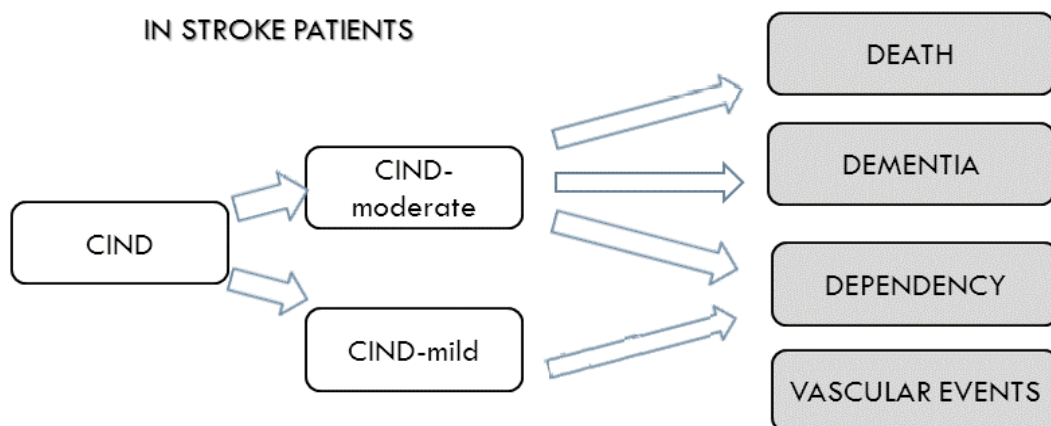 IN STROKE PATIENTS
CIND
CIND-
moderate
CIND-mild
DEATH
DEMENTIA
DEPENDENCY
VASCULAR EVENTS